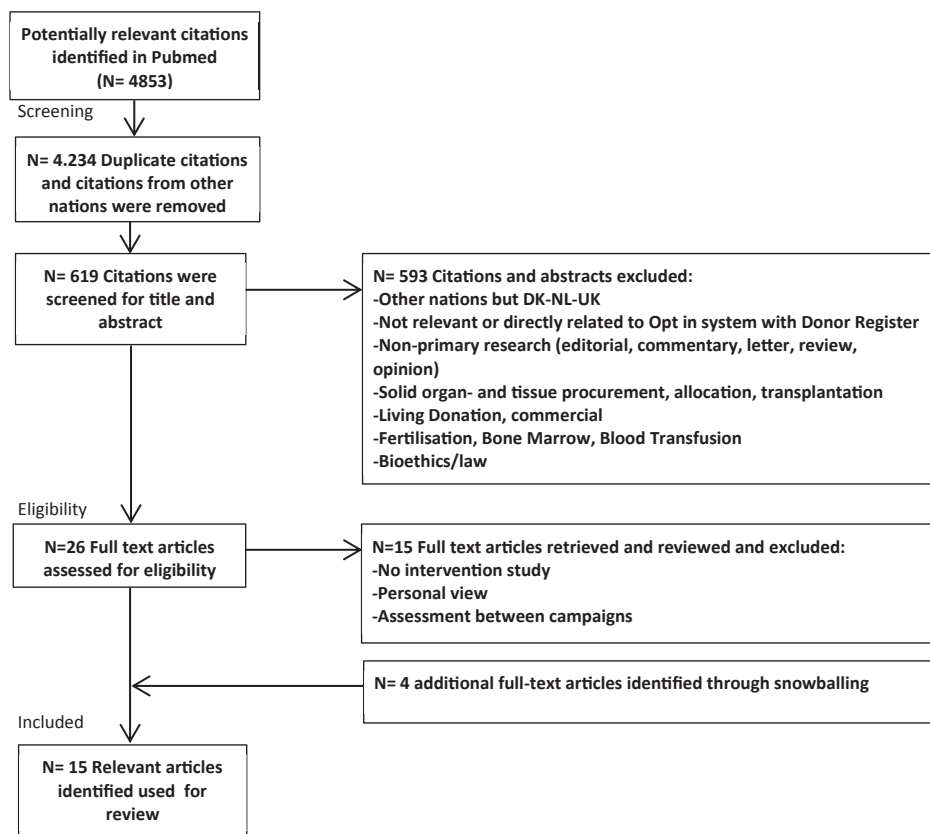 Potentially relevant citations
identified in Pubmed
(N= 4853)
Screening
N= 4.234 Duplicate citations
and citations from other
nations were removed
N= 619 Citations were
screened for title and
abstract
N= 593 Citations and abstracts excluded:
-Other nations but DK-NL-UK
-Not relevant or directly related to Opt in system with Donor Register
-Non-primary research (editorial, commentary, letter, review,
opinion)
-Solid organ- and tissue procurement, allocation, transplantation
-Living Donation, commercial
-Fertilisation, Bone Marrow, Blood Transfusion
-Bioethics/law
Eligibility
N=26 Full text articles
assessed for eligibility
N=15 Full text articles retrieved and reviewed and excluded:
-No intervention study
-Personal view
-Assessment between campaigns
N= 4 additional full-text articles identified through snowballing
Included
N= 15 Relevant articles
identified used for
review